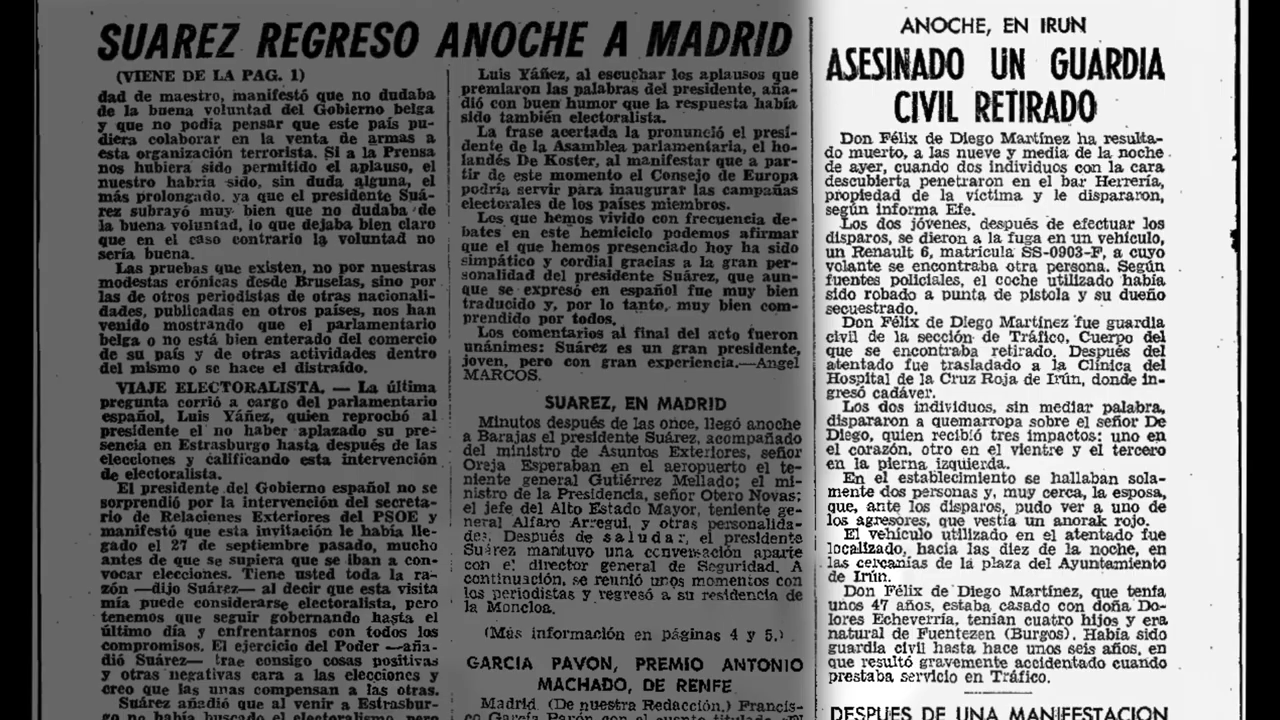 SUAREZ REGRESO ANOCHE A MADRID
(VIENE DE LA PAG. 1)
dad de maestro, manifestó que no dudaba
de la buena voluntad del Gobierno belga
y que no podía pensar que este país pu-
diera colaborar en la venta de armas a
esta organización terrorista. Si a la Prensa
nos hubiera sido permitido el aplauso, el
nuestro habría sido, sin duda alguna, el
más prolongado, ya que el presidente Suá-
rez subrayó muy bien que no dudaba de
la buena voluntad, lo que dejaba bien claro
que en el caso contrario la voluntad no
sería buena.
Las pruebas que existen, no por nuestras
modestas crónicas desde Bruselas, sino por
las de otros periodistas de otras nacionali-
dades, publicadas en otros países, nos han
venido mostrando que el parlamentario
belga o no está bien enterado del comercio
de su país y de otras actividades dentro
del mismo o se hace el distraído.
VIAJE ELECTORALISTA. — La última
pregunta corrió a cargo del parlamentario
español, Luis Yáñez, quien reprochó al
presidente el no haber aplazado su pre-
sencia en Estrasburgo hasta después de las
elecciones y calificando esta intervención
de electoralista.
El presidente del Gobierno español no se
sorprendió por la intervención del secreta-
rio de Relaciones Exteriores del PSOE y
manifestó que esta invitación le había lle-
gado el 27 de septiembre pasado, mucho
antes de que se supiera que se iban a con-
vocar elecciones. Tiene usted toda la ra-
zón —dijo Suárez— al decir que esta visita
mía puede considerarse electoralista, pero
tenemos que seguir gobernando hasta el
último día y enfrentarnos con todos los
compromisos. El ejercicio del Poder —aña-
dió Suárez— trae consigo cosas positivas
y otras negativas cara a las elecciones y
creo que las unas compensan a las otras.
Suárez añadió que al venir a Estrasbur-
go no había buscado el electoralismo, pero
Luis Yáñez, al escuchar los aplausos que
premiaron las palabras del presidente, aña-
dió con buen humor que la respuesta había
sido también electoralista.
La frase acertada la pronunció el presi-
dente de la Asamblea parlamentaria, el ho-
landés De Koster, al manifestar que a par-
tir de este momento el Consejo de Europa
podría servir para inaugurar las campañas
electorales de los países miembros.
Los que hemos vivido con frecuencia de-
bates en este hemiciclo podemos afirmar
que el que hemos presenciado hoy ha sido
simpático y cordial gracias a la gran per-
sonalidad del presidente Suárez, que aun-
que se expresó en español fue muy bien
traducido y, por lo tanto, muy bien com-
prendido por todos.
Los comentarios al final del acto fueron
unánimes: Suárez es un gran presidente,
joven, pero con gran experiencia.—Angel
MARCOS.
SUAREZ, EN MADRID
Minutos después de las once, llegó anoche
a Barajas el presidente Suárez, acompañado
del ministro de Asuntos Exteriores, señor
Oreja Esperaban en el aeropuerto el te-
niente general Gutiérrez Mellado; el mi-
nistro de la Presidencia, señor Otero Novas;
el jefe del Alto Estado Mayor, teniente ge-
neral Alfaro Arregui, y otras personalida-
des. Después de saludar, el presidente
Suárez mantuvo una conversación aparte
con el director general de Seguridad. A
continuación, se reunió unos momentos con
los periodistas y regresó a su residencia de
la Moncloa.
(Más información en páginas 4 y 5.)
GARCIA PAVON, PREMIO ANTONIO
MACHADO, DE RENFE
Madrid. (De nuestra Redacción.) Francis-
co García Pavón con el cuento titulado
ANOCHE, EN IRUN
ASESINADO UN GUARDIA
CIVIL RETIRADO
Don Félix de Diego Martínez ha resulta-
do muerto, a las nueve y media de la noche
de ayer, cuando dos individuos con la cara
descubierta penetraron en el bar Herrería,
propiedad de la víctima y le dispararon,
según informa Efe.
Los dos jóvenes, después de efectuar los
disparos, se dieron a la fuga en un vehículo,
un Renault 6, matrícula SS-0903-F, a cuyo
volante se encontraba otra persona. Según
fuentes policiales, el coche utilizado había
sido robado a punta de pistola y su dueño
secuestrado.
Don Félix de Diego Martínez fue guardia
civil de la sección de Tráfico, Cuerpo del
que se encontraba retirado. Después del
atentado fue trasladado a la Clínica del
Hospital de la Cruz Roja de Irún, donde in-
gresó cadáver.
Los dos individuos, sin mediar palabra,
dispararon a quemarropa sobre el señor De
Diego, quien recibió tres impactos: uno en
el corazón, otro en el vientre y el tercero
en la pierna izquierda.
En el establecimiento se hallaban sola-
mente dos personas y, muy cerca, la esposa,
que, ante los disparos, pudo ver a uno de
los agresores, que vestía un anorak rojo.
El vehículo utilizado en el atentado fue
localizado, hacia las diez de la noche, en
las cercanías de la plaza del Ayuntamiento
de Irún.
Don Félix de Diego Martínez, que tenía
unos 47 años, estaba casado con doña Do-
lores Echeverría, tenían cuatro hijos y era
natural de Fuentezen (Burgos). Había sido
guardia civil hasta hace unos seis años, en
que resultó gravemente accidentado cuando
prestaba servicio en Tráfico.
DESPUES DE UNA MANIFESTACION